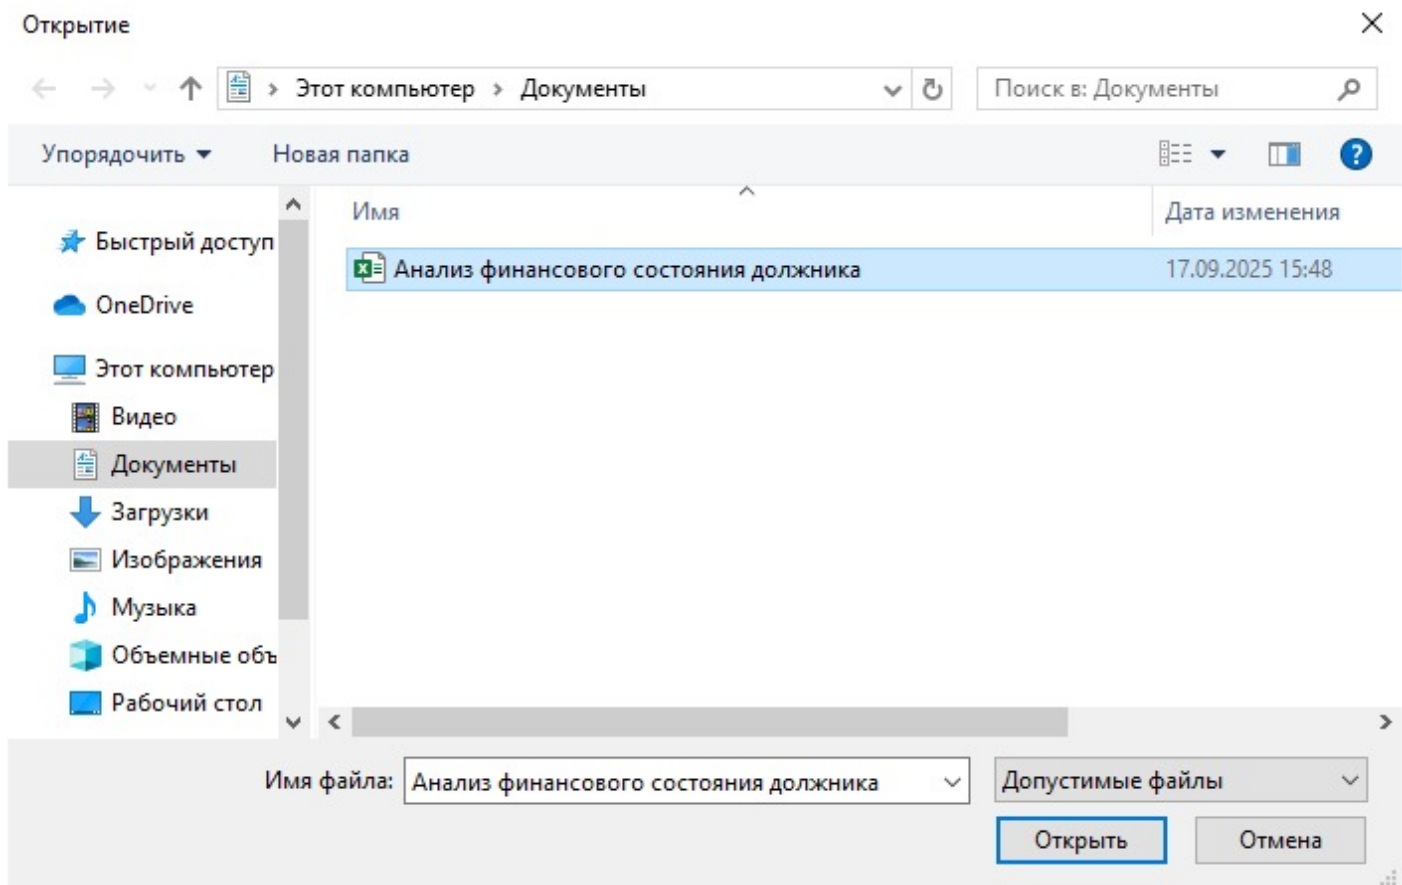 Открытие
Этот компьютер > Документы
Поиск в: Документы
Упорядочить
Новая папка
Имя
Дата изменения
Быстрый доступ
Анализ финансового состояния должника
17.09.2025 15:48
OneDrive
Этот компьютер
Видео
Документы
Загрузки
Изображения
Музыка
Объемные объ
Рабочий стол
Имя файла:
Анализ финансового состояния должника
Допустимые файлы
Открыть
Отмена